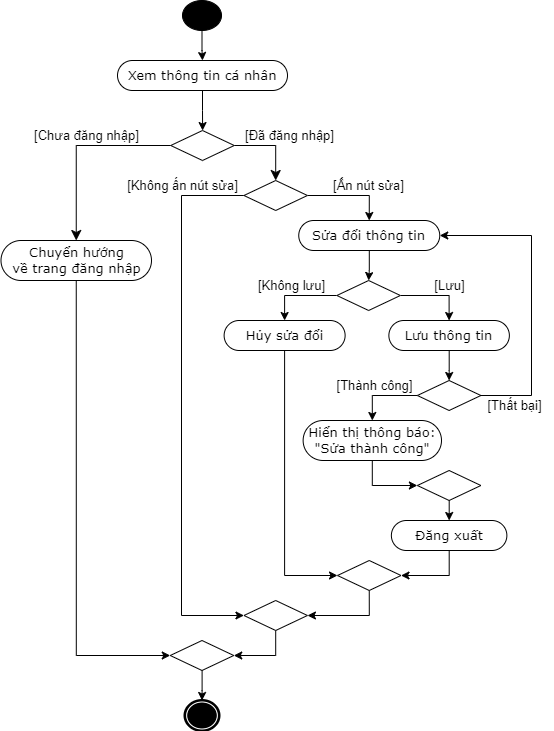 Xem thông tin cá nhân
[Chưa đăng nhập]
[Đã đăng nhập]
[Không ấn nút sửa]
[Ấn nút sửa]
Chuyển hướng
về trang đăng nhập
Sửa đổi thông tin
[Không lưu]
[Lưu]
Hủy sửa đổi
Lưu thông tin
[Thành công]
[Thất bại]
Hiển thị thông báo:
"Sửa thành công"
Đăng xuất